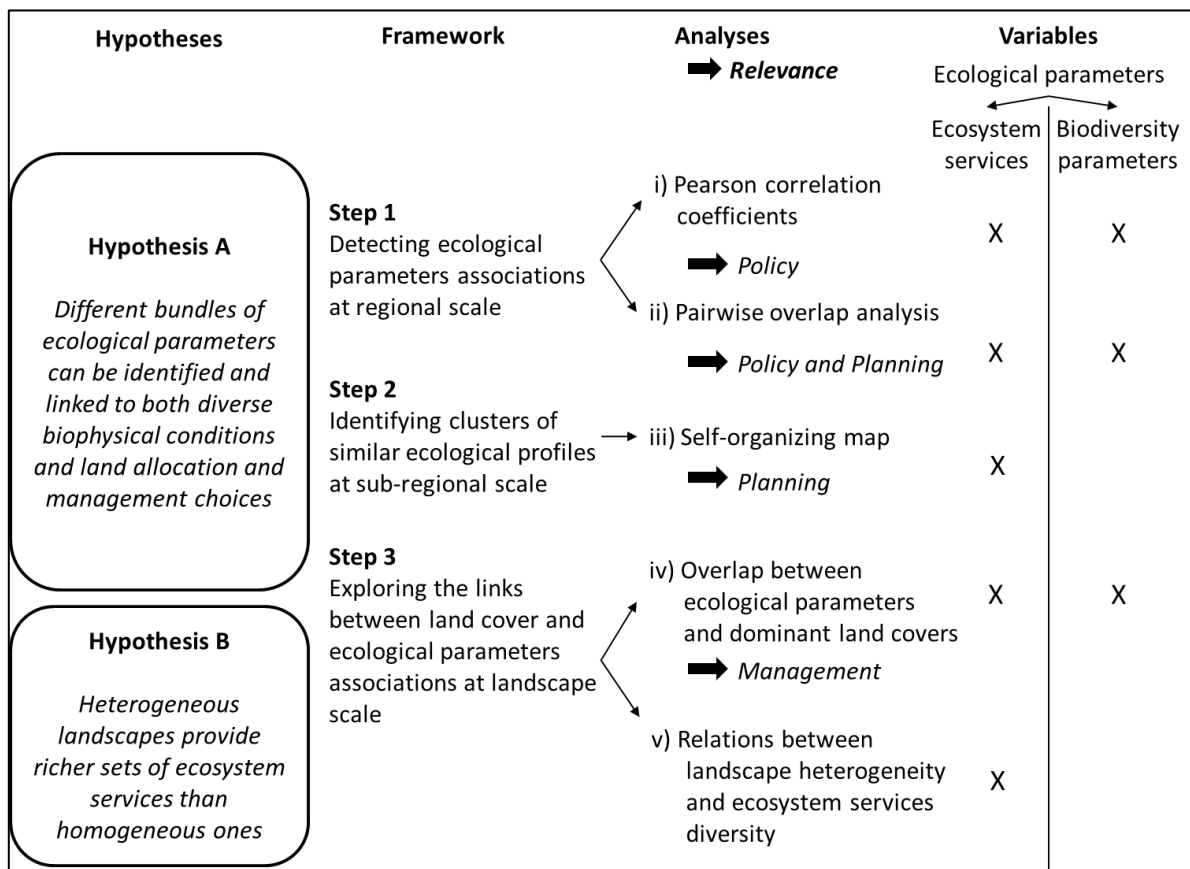 Hypotheses
Framework
Analyses
Relevance
Variables
Ecological parameters
Ecosystem
services
Biodiversity
parameters
Hypothesis A
Different bundles of
ecological parameters
can be identified and
linked to both diverse
biophysical conditions
and land allocation and
management choices
Hypothesis B
Heterogeneous
landscapes provide
richer sets of ecosystem
services than
homogeneous ones
Step 1
Detecting ecological
parameters associations
at regional scale
Step 2
Identifying clusters of
similar ecological profiles
at sub-regional scale
Step 3
Exploring the links
between land cover and
ecological parameters
associations at landscape
scale
i) Pearson correlation
coefficients
X X
Policy
ii) Pairwise overlap analysis
X X
Policy and Planning
iii) Self-organizing map
X
Planning
iv) Overlap between
ecological parameters
and dominant land covers
X X
Management
v) Relations between
landscape heterogeneity
and ecosystem services
diversity
X